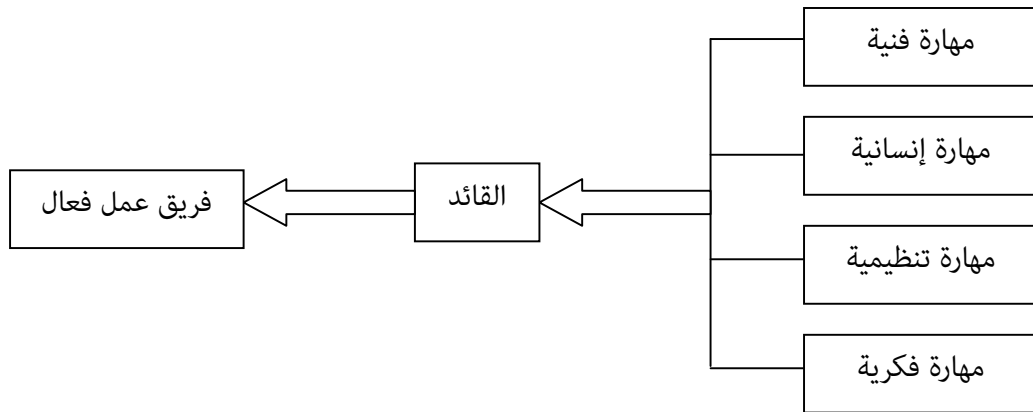 مهارة فنية
مهارة إنسانية
مهارة تنظيمية
مهارة فكرية
القائد
فريق عمل فعال